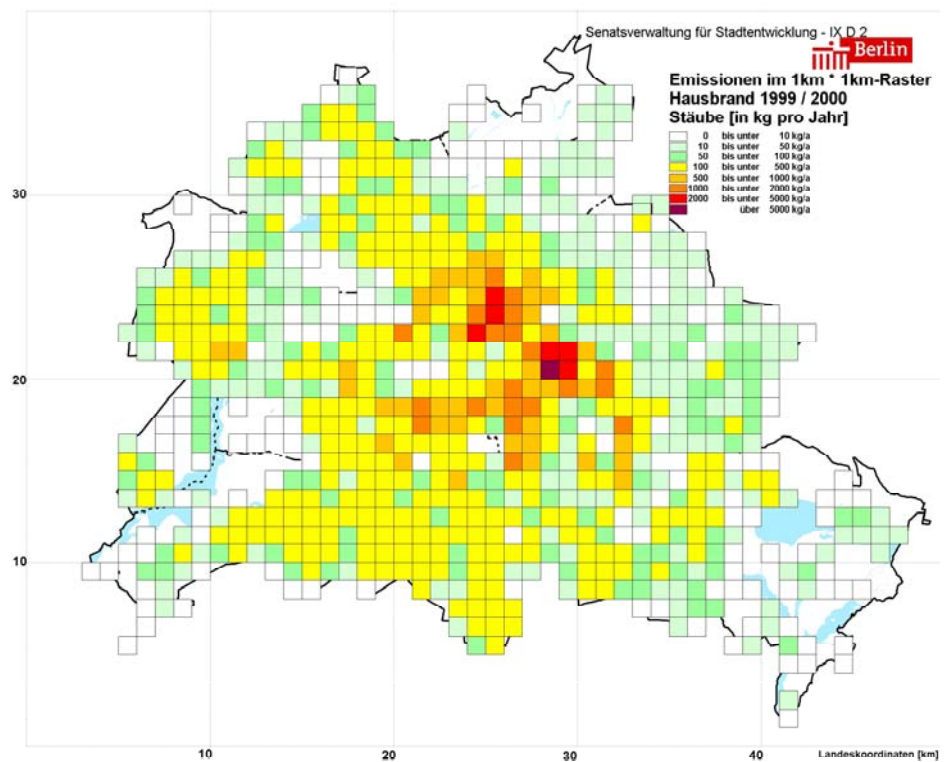 Senatsverwaltung für Stadtentwicklung - IX D 2
Berlin
Emissionen im 1km * 1km-Raster
Hausbrand 1999 / 2000
Stäube [in kg pro Jahr]
0 bis unter 10 kg/a
10 bis unter 50 kg/a
50 bis unter 100 kg/a
100 bis unter 500 kg/a
500 bis unter 1000 kg/a
1000 bis unter 2000 kg/a
2000 bis unter 5000 kg/a
über 5000 kg/a
30
20
10
10 20 30 40 Landeskoordinaten [km]